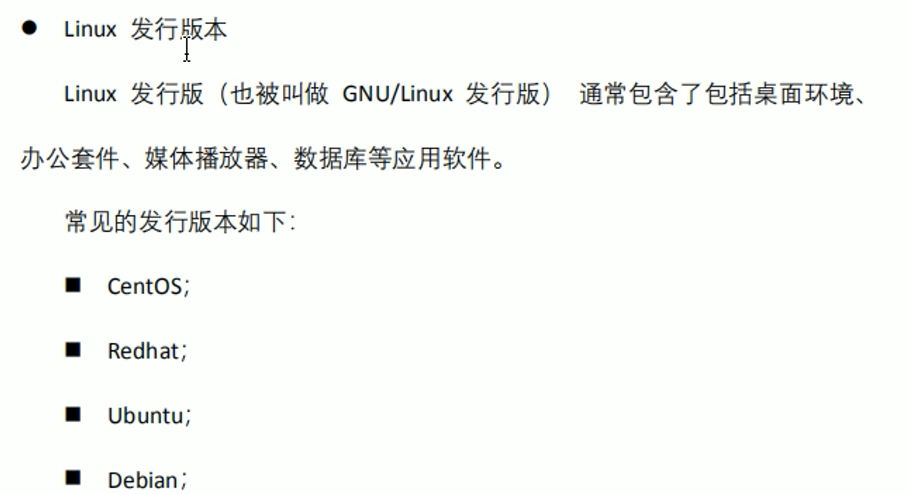 ● Linux 发行版本
Linux 发行版（也被叫做 GNU/Linux 发行版） 通常包含了包括桌面环境、
办公套件、媒体播放器、数据库等应用软件。
常见的发行版本如下：
■ CentOS；
■ Redhat；
■ Ubuntu；
■ Debian；